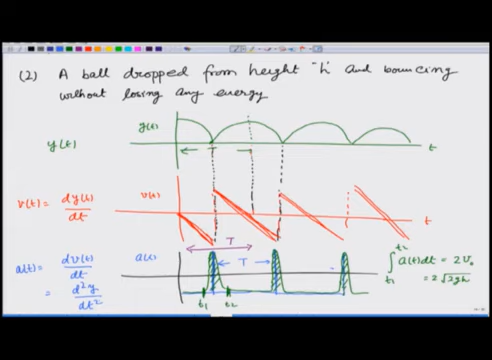 (2) A ball dropped from height "h" and bouncing
without losing any energy
y(t)
y(t)
t
T
v(t) = dy(t)/dt
v(t)
t
T
a(t) = dv(t)/dt
= d²y/dt²
a(t)
T
t₁ t₂
∫ t₁ t₂ a(t)dt = 2v₀
= 2√2gh